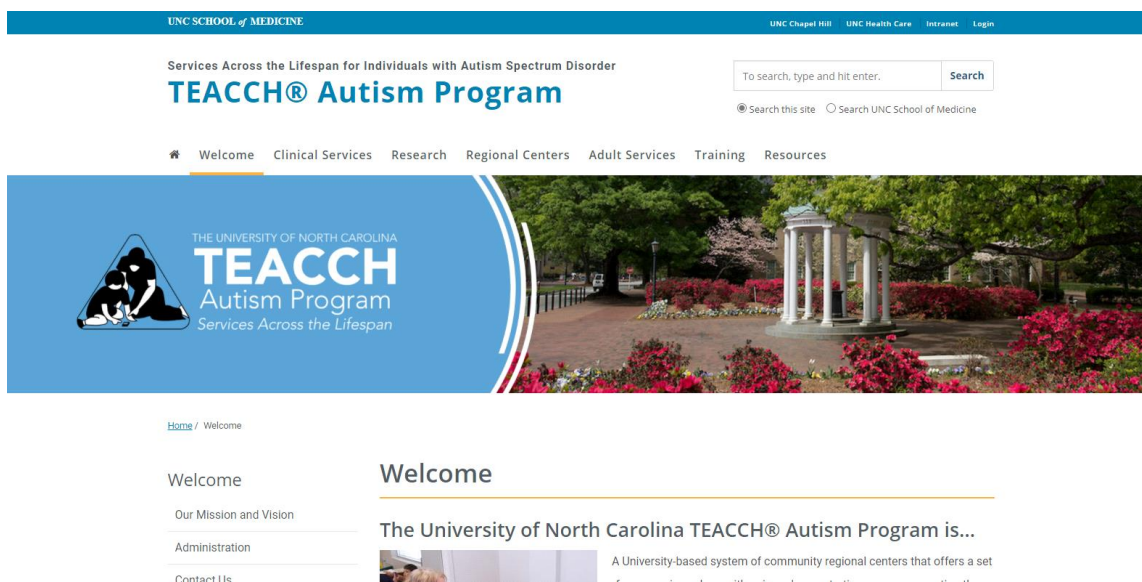 UNC SCHOOL of MEDICINE
UNC Chapel Hill UNC Health Care Intranet Login
Services Across the Lifespan for Individuals with Autism Spectrum Disorder
TEACCH® Autism Program
To search, type and hit enter. Search
Search this site Search UNC School of Medicine
Welcome Clinical Services Research Regional Centers Adult Services Training Resources
THE UNIVERSITY OF NORTH CAROLINA
TEACCH
Autism Program
Services Across the Lifespan
Home / Welcome
Welcome
Our Mission and Vision
Administration
Contact Us
Welcome
The University of North Carolina TEACCH® Autism Program is...
A University-based system of community regional centers that offers a set